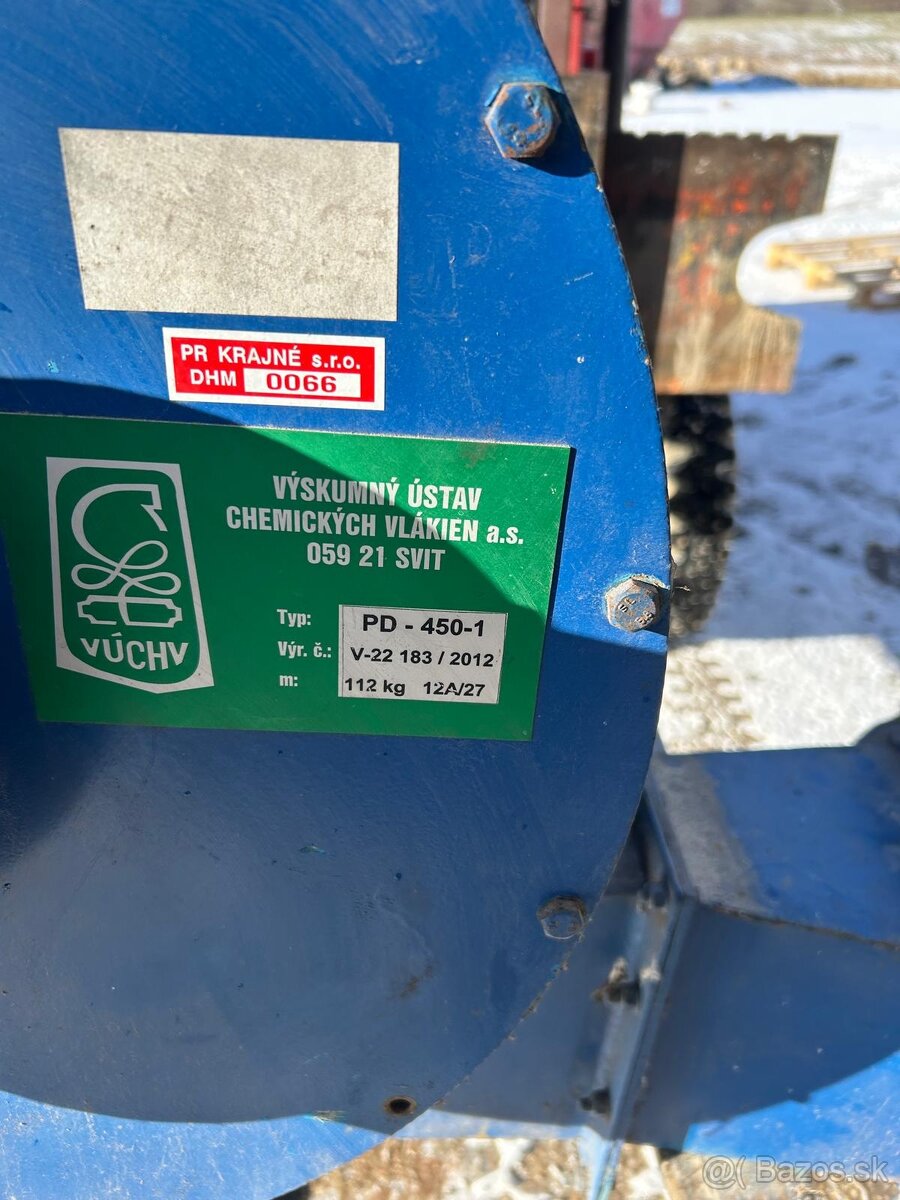 PR KRAJNÉ s.r.o.
DHM 0066
VÝSKUMNÝ ÚSTAV
CHEMICKÝCH VLÁKIEN a.s.
059 21 SVIT
VÚCHV
Typ: PD - 450-1
Výr. č.: V-22 183 / 2012
m: 112 kg 12A/27
@( Bazos.sk